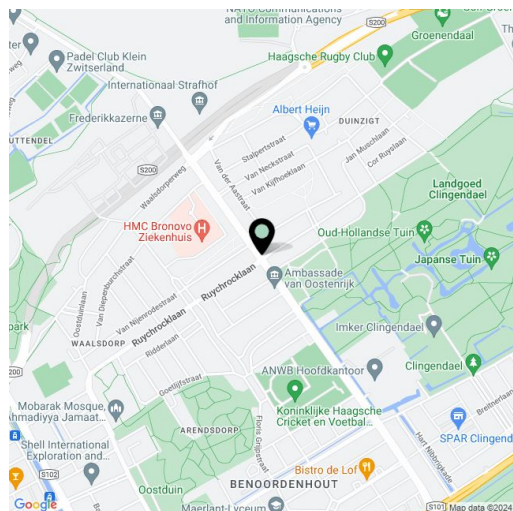 NATO Communications
and Information Agency
S200
Groenendaal
Haagsche Rugby Club
Padel Club Klein
Zwitserland.
Internationaal Strafhof
Frederikkazerne
Albert Heijn
DUINZIGT
UTTENDEL
Stalpertstraat
Jan Muschlaan
Cor Ruyslaan
Van Neckstraat
Van Kijfhoeklaan
Van der Aastraat
S200
Waalsdorperweg
Landgoed
Clingendael
HMC Bronovo
Ziekenhuis
H
Oud-Hollandse Tuin
Japanse Tuin
Ruychrocklaan
Ambassade
van Oostenrijk
Van Diepenburchstraat
Oostduinlaan
Van Nijenrodestraat
Imker Clingendael
park
WAALSDORP
Ruychrocklaan
Ridderlaan
ANWB Hoofdkantoor
Clingendael
200
Goetlijfstraat
Mobarak Mosque,
Ahmadiyya Jamaat...
Koninklijke Haagsche
Cricket en Voetbal...
Breitnerlaan
ARENDSDORP
Floris Grijpstraat
SPAR Clingend
Shell International
Exploration and...
Hart Nibbrigkade
S102
Bistro de Lof
Oostduin
BENOORDENHOUT
Maerlant-Lyceum
S101
Google
Map data ©2024